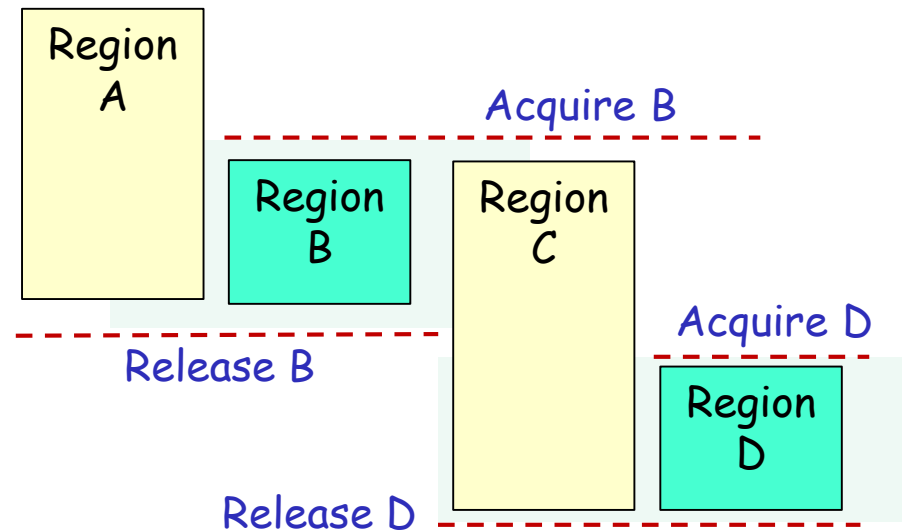 Region
A
Acquire B
Region
B
Region
C
Release B
Acquire D
Region
D
Release D